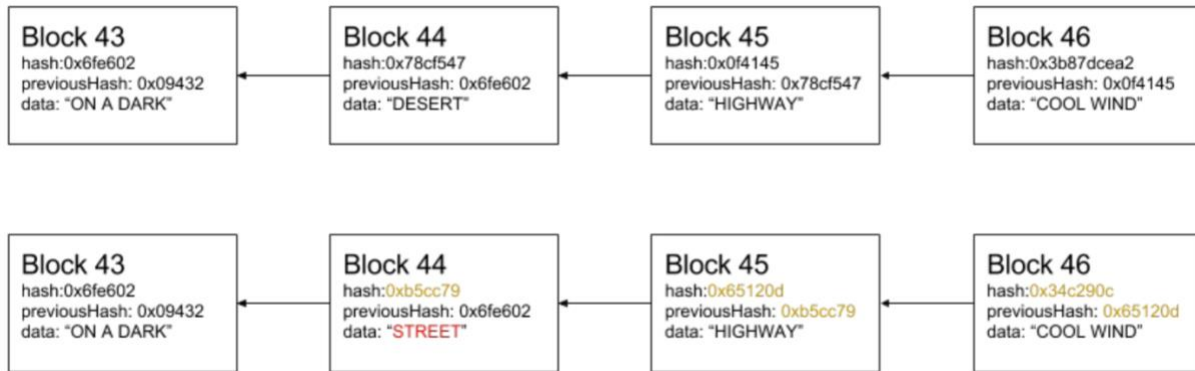 Block 43
hash:0x6fe602
previousHash: 0x09432
data: “ON A DARK”
Block 44
hash:0x78cf547
previousHash: 0x6fe602
data: “DESERT”
Block 45
hash:0x0f4145
previousHash: 0x78cf547
data: “HIGHWAY”
Block 46
hash:0x3b87dcea2
previousHash: 0x0f4145
data: “COOL WIND”
Block 43
hash:0x6fe602
previousHash: 0x09432
data: “ON A DARK”
Block 44
hash:0xb5cc79
previousHash: 0x6fe602
data: “STREET”
Block 45
hash:0x65120d
previousHash: 0xb5cc79
data: “HIGHWAY”
Block 46
hash:0x34c290c
previousHash: 0x65120d
data: “COOL WIND”